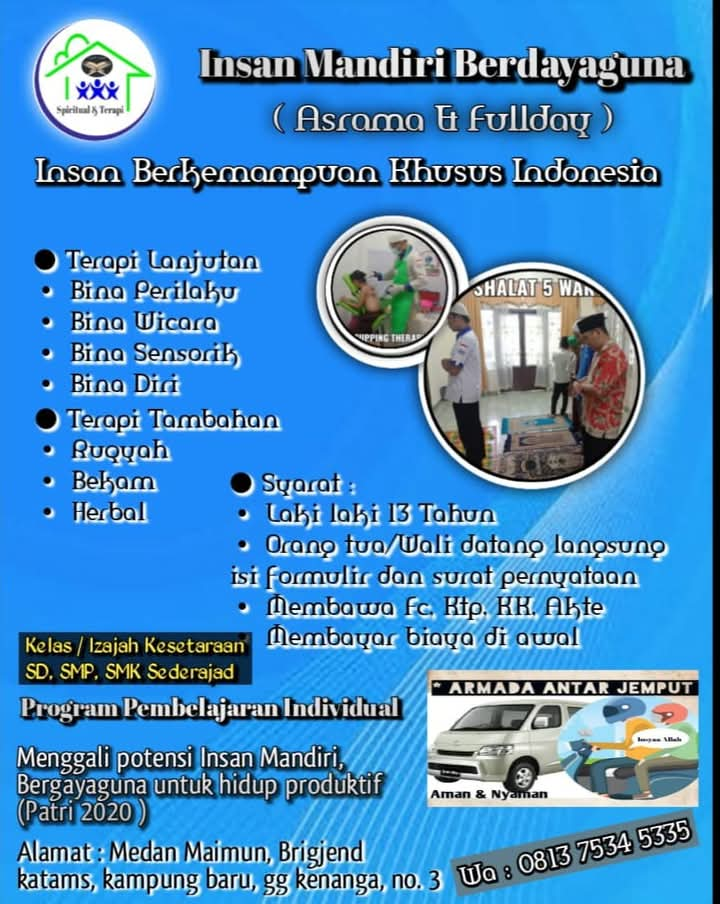 Spiritual & Terapi
Insan Mandiri Berdayaguna
( Asrama & Fullday )
Insan Berkemampuan Khusus Indonesia
● Terapi Lanjutan
• Bina Perilaku
• Bina Wicara
• Bina Sensorik
• Bina Diri
● Terapi Tambahan
• Ruqyah
• Bekam
• Herbal
SHALAT 5 WAK
● Syarat :
• Laki laki 13 Tahun
• Orang tua/Wali datang langsung
isi formulir dan surat pernyataan
• Membawa Fc. Ktp. KK. Akte
Membayar biaya di awal
Kelas / Izajah Kesetaraan
SD, SMP, SMK Sederajad
Program Pembelajaran Individual
Menggali potensi Insan Mandiri,
Bergayaguna untuk hidup produktif
(Patri 2020 )
* ARMADA ANTAR JEMPUT
Insyaa Allah
Aman & Nyaman
Alamat : Medan Maimun, Brigjend
katams, kampung baru, gg kenanga, no. 3
Wa : 0813 7534 5335